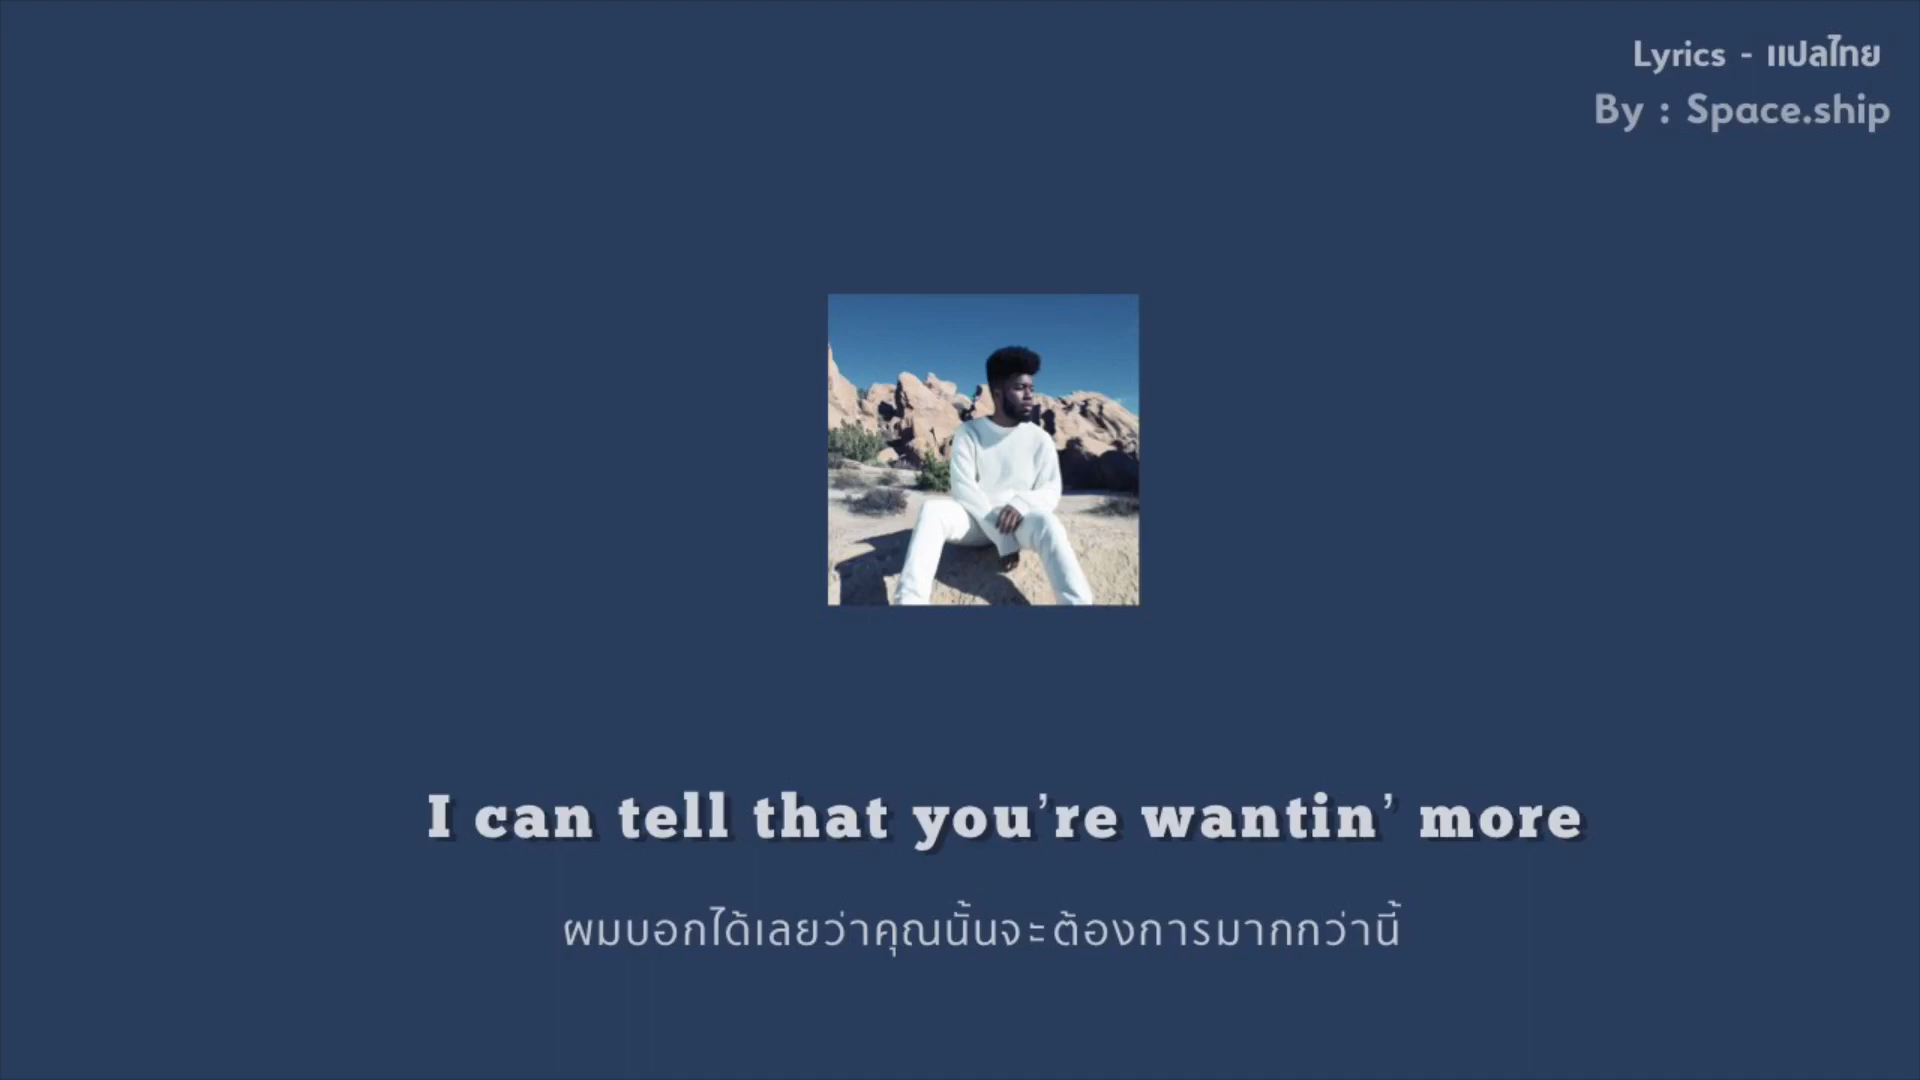 Lyrics - แปลไทย
By : Space.ship
I can tell that you're wantin' more
ผมบอกได้เลยว่าคุณนั้นจะต้องการมากกว่านี้